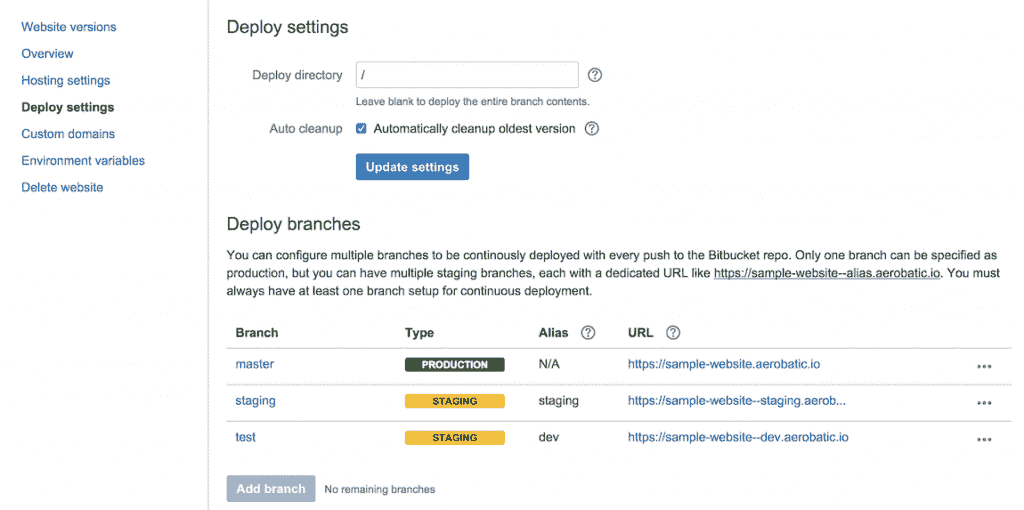 Website versions
Overview
Hosting settings
Deploy settings
Custom domains
Environment variables
Delete website
Deploy settings
Deploy directory / ?
Leave blank to deploy the entire branch contents.
Auto cleanup Automatically cleanup oldest version ?
Update settings
Deploy branches
You can configure multiple branches to be continously deployed with every push to the Bitbucket repo. Only one branch can be specified as
production, but you can have multiple staging branches, each with a dedicated URL like https://sample-website--alias.aerobatic.io. You must
always have at least one branch setup for continuous deployment.
Branch Type Alias ? URL ?
master PRODUCTION N/A https://sample-website.aerobatic.io
staging STAGING staging https://sample-website--staging.aerob...
test STAGING dev https://sample-website--dev.aerobatic.io
Add branch No remaining branches